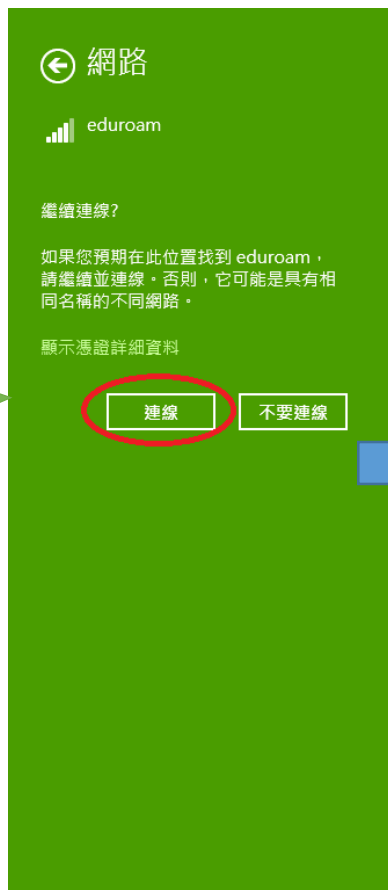 網路
eduroam
繼續連線?
如果您預期在此位置找到 eduroam，
請繼續並連線。否則，它可能是具有相
同名稱的不同網路。
顯示憑證詳細資料
連線 不要連線